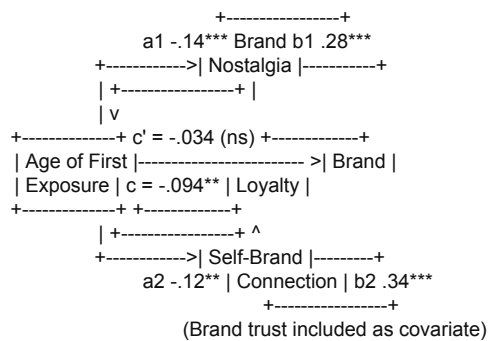 +-----------------+
a1 -.14*** Brand b1 .28***
+------------>| Nostalgia |-----------+
| +-----------------+ |
| v
+--------------+ c' = -.034 (ns) +-------------+
| Age of First |------------------------- >| Brand |
| Exposure | c = -.094** | Loyalty |
+--------------+ +-------------+
| +-----------------+ ^
+------------>| Self-Brand |---------+
a2 -.12** | Connection | b2 .34***
+-----------------+
(Brand trust included as covariate)